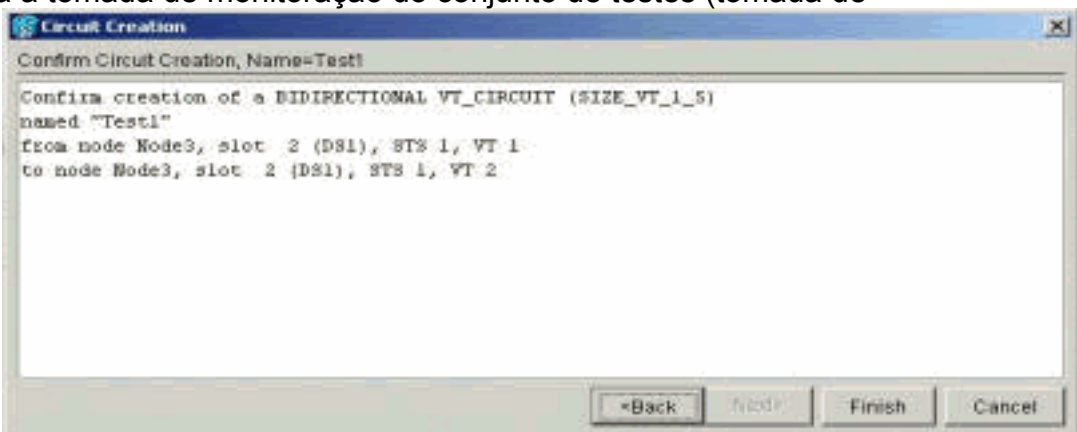 a a tomada de monitoração do conjunto de testes (tomada de
Circuit Creation
Confirm Circuit Creation, Name=Test1
Confirm creation of a BIDIRECTIONAL VT_CIRCUIT (SIZE_VT_1_5)
named "Test1"
from node Node3, slot 2 (DS1), STS 1, VT 1
to node Node3, slot 2 (DS1), STS 1, VT 2
<Back Finish Cancel